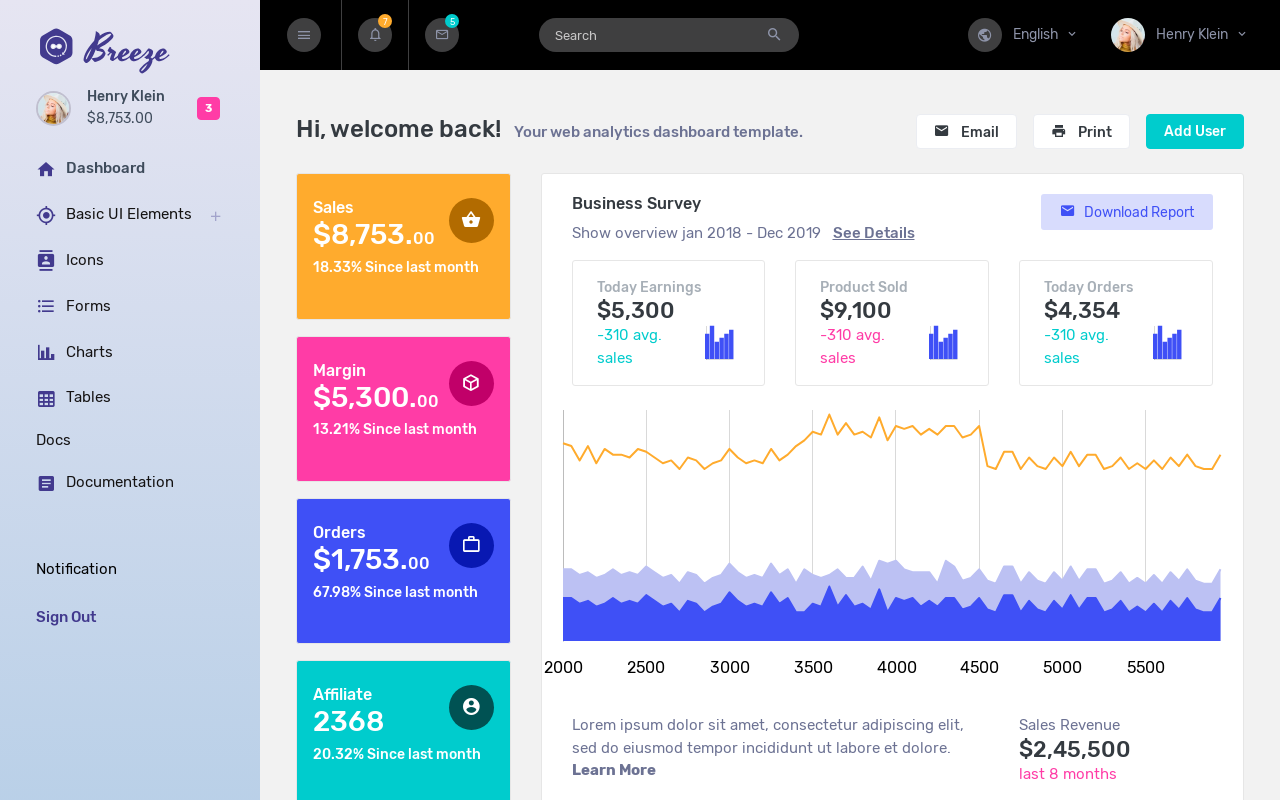 Breeze
Henry Klein
$8,753.00
3
Dashboard
Basic UI Elements
Icons
Forms
Charts
Tables
Docs
Documentation
Notification
Sign Out
7
5
Search
English
Henry Klein
Hi, welcome back! Your web analytics dashboard template.
Email
Print
Add User
Sales
$8,753.00
18.33% Since last month
Margin
$5,300.00
13.21% Since last month
Orders
$1,753.00
67.98% Since last month
Affiliate
2368
20.32% Since last month
Business Survey
Show overview jan 2018 - Dec 2019 See Details
Download Report
Today Earnings
$5,300
-310 avg.
sales
Product Sold
$9,100
-310 avg.
sales
Today Orders
$4,354
-310 avg.
sales
2000 2500 3000 3500 4000 4500 5000 5500
Lorem ipsum dolor sit amet, consectetur adipiscing elit,
sed do eiusmod tempor incididunt ut labore et dolore.
Learn More
Sales Revenue
$2,45,500
last 8 months